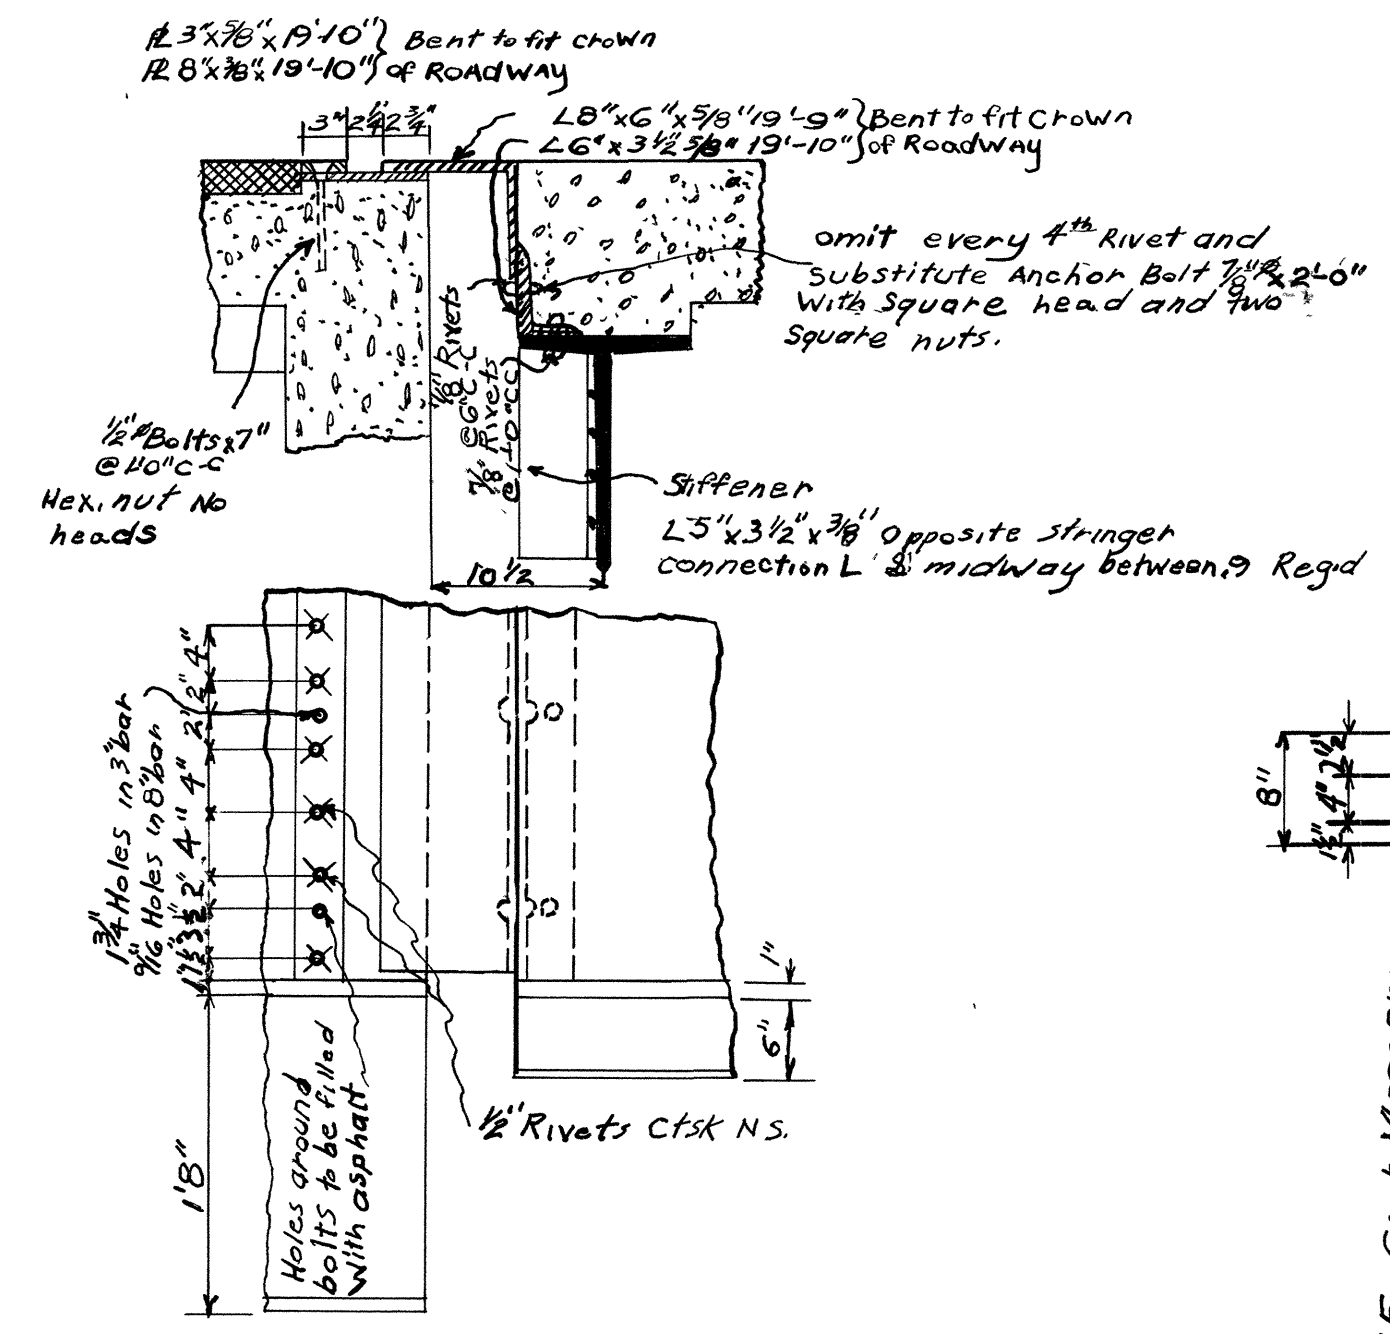 PL 3"x5/8"x19'-10"} Bent to fit crown
PL 8"x3/8"x19'-10"} of Roadway
3" 2 1/4" 2 3/4"
L8"x6"x5/8"19'-9"} Bent to fit Crown
L6"x3 1/2 5/8" 19'-10"} of Roadway
omit every 4th Rivet and
Substitute Anchor Bolt 7/8"øx2'-0"
With Square head and two
Square nuts.
7/8" Rivets
@6"C-C
7/8" Rivets
@1'-0"CC
1/2"ø Bolts x7"
@1'0"C-C
Hex. nut No
heads
Stiffener
L5"x3 1/2"x3/8" Opposite stringer
connection L & midway between, 9 Reqid
10 1/2
4"
2"
2"
4"
4"
2"
1 3/4" Holes in 3" bar
9/16" Holes in 8" bar
1"
6"
1'8"
Holes around
bolts to be filled
with asphalt
1/2" Rivets Ctsk N S.
8"
2 1/2"
4"
1 1/2"